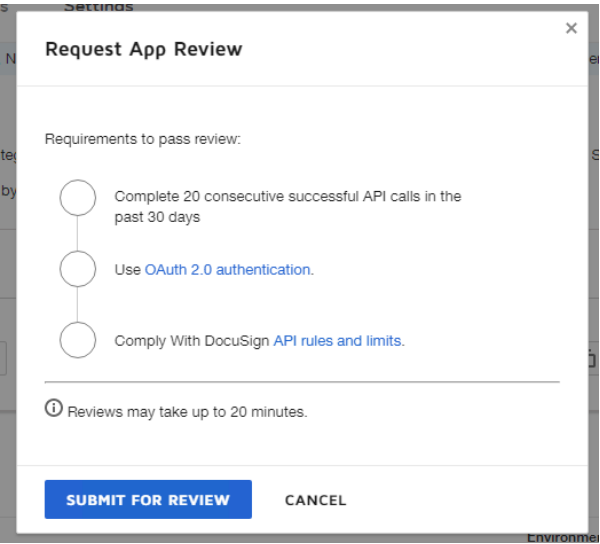 Settings
Request App Review
Requirements to pass review:
Complete 20 consecutive successful API calls in the
past 30 days
Use OAuth 2.0 authentication.
Comply With DocuSign API rules and limits.
Reviews may take up to 20 minutes.
SUBMIT FOR REVIEW
CANCEL